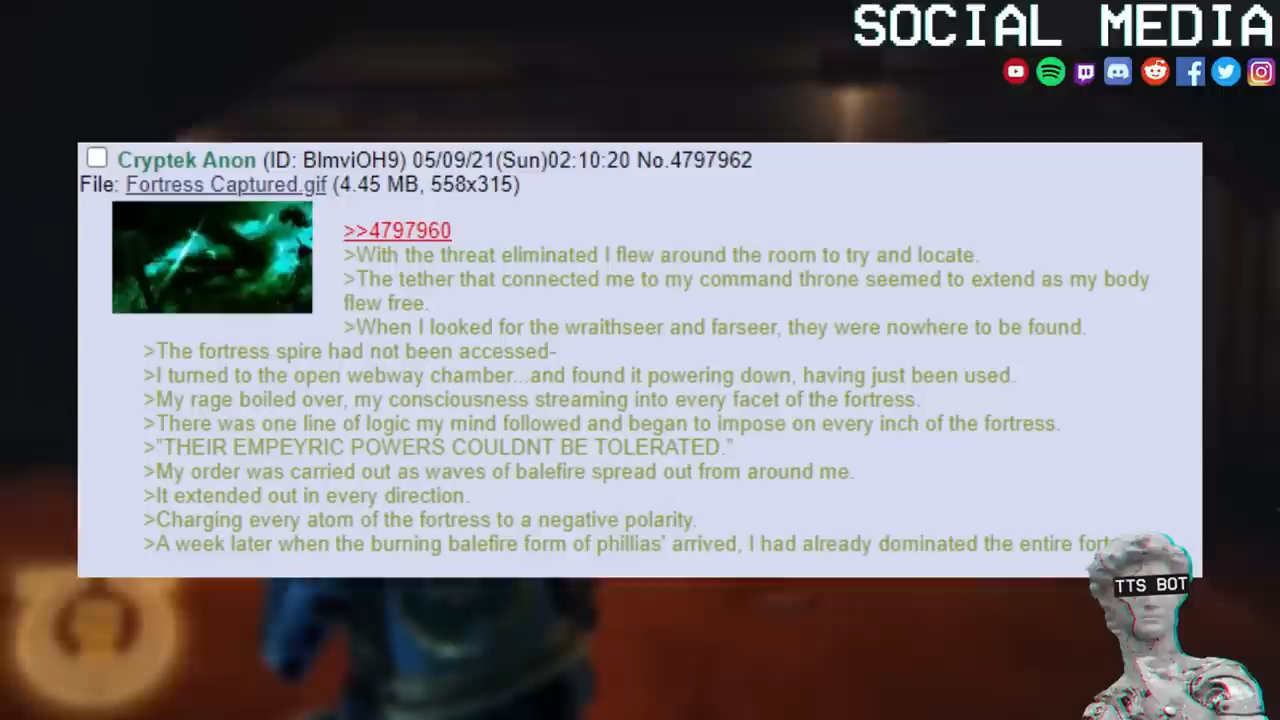 SOCIAL MEDIA
Cryptek Anon (ID: BlmviOH9) 05/09/21(Sun)02:10:20 No.4797962
File: Fortress Captured.gif (4.45 MB, 558x315)
>>4797960
>With the threat eliminated I flew around the room to try and locate.
>The tether that connected me to my command throne seemed to extend as my body
flew free.
>When I looked for the wraithseer and farseer, they were nowhere to be found.
>The fortress spire had not been accessed-
>I turned to the open webway chamber...and found it powering down, having just been used.
>My rage boiled over, my consciousness streaming into every facet of the fortress.
>There was one line of logic my mind followed and began to impose on every inch of the fortress.
>"THEIR EMPEYRIC POWERS COULDNT BE TOLERATED."
>My order was carried out as waves of balefire spread out from around me.
>It extended out in every direction.
>Charging every atom of the fortress to a negative polarity.
>A week later when the burning balefire form of phillias' arrived, I had already dominated the entire
TTS BOT